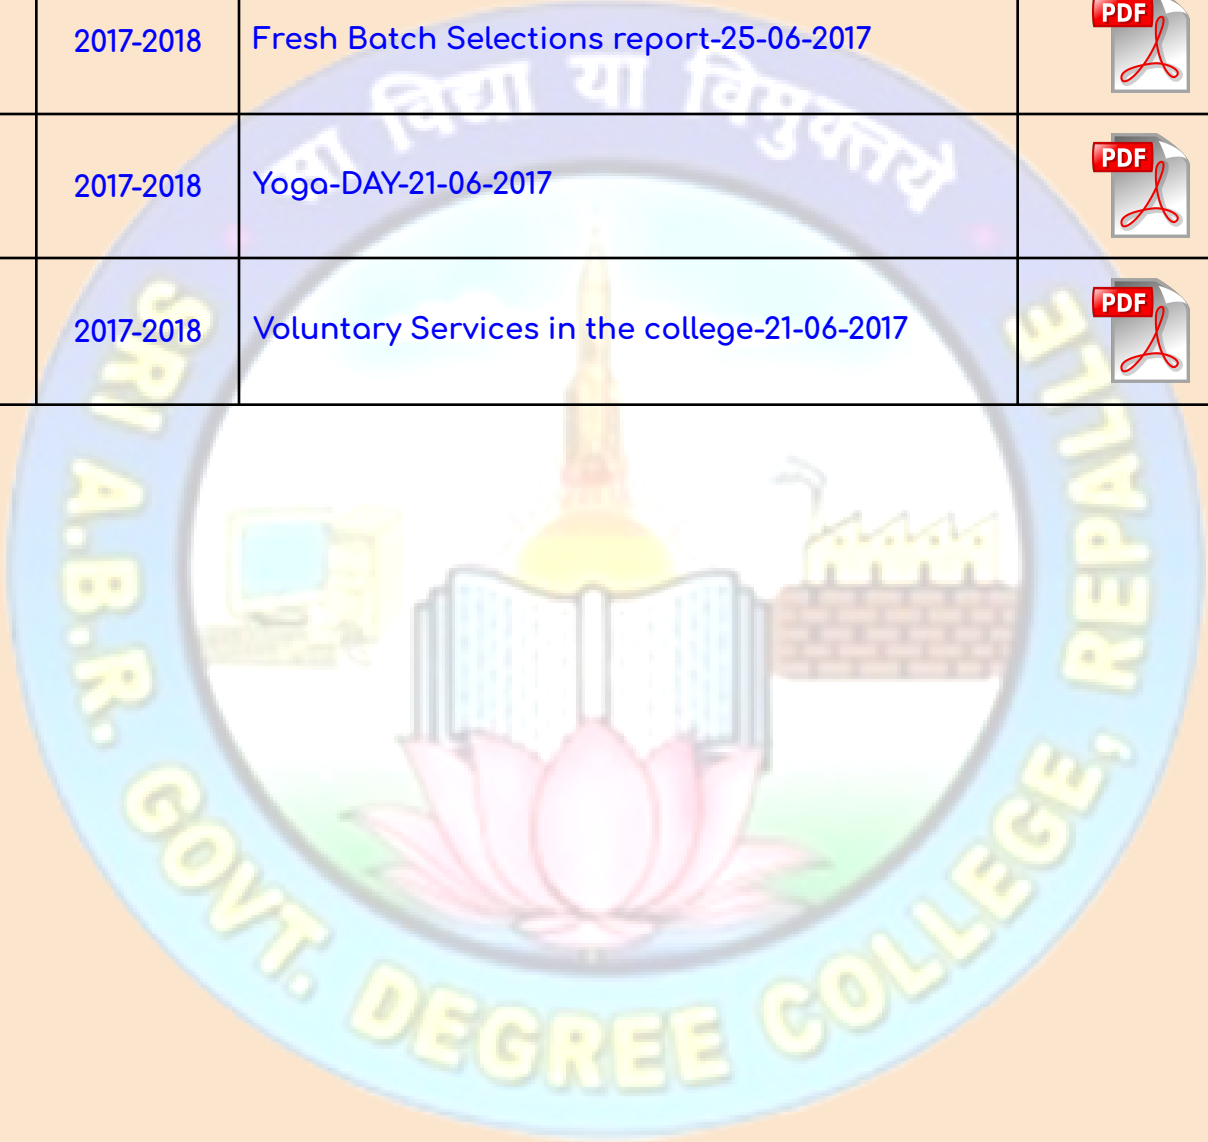 2017-2018 Fresh Batch Selections report-25-06-2017 PDF
2017-2018 Yoga-DAY-21-06-2017 PDF
2017-2018 Voluntary Services in the college-21-06-2017 PDF
सा विद्या या विमुक्तये
SRI A.B.R. GOVT. DEGREE COLLEGE, REPALLE